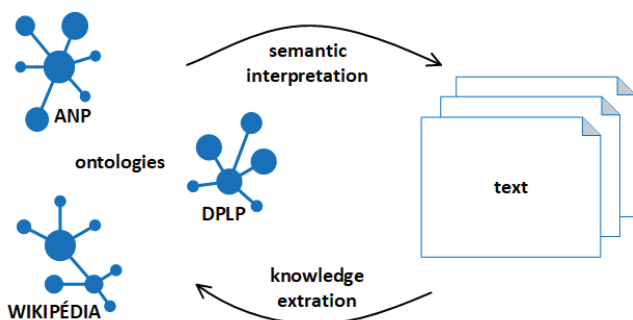 semantic
interpretation
ANP
ontologies
text
DPLP
WIKIPÉDIA
knowledge
extration